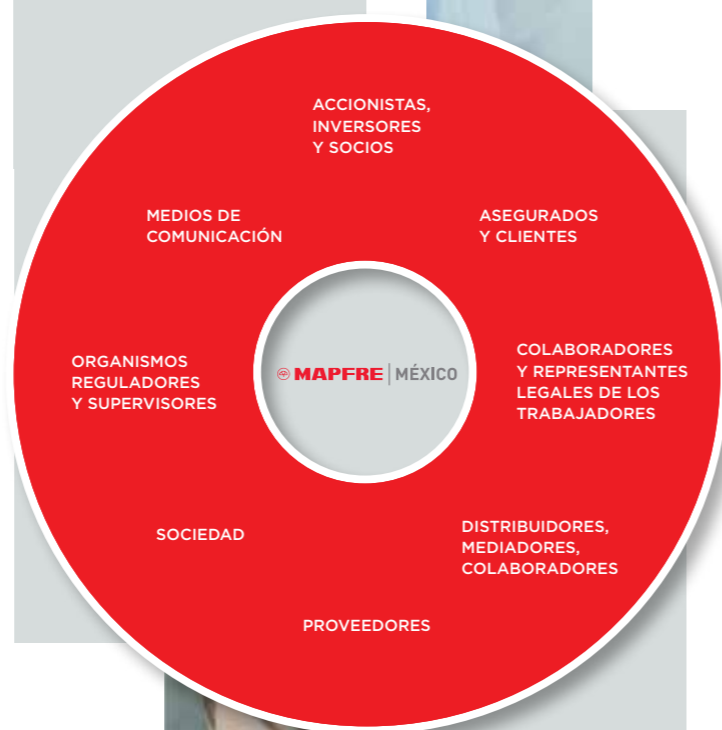 ACCIONISTAS,
INVERSORES
Y SOCIOS
MEDIOS DE
COMUNICACIÓN
ASEGURADOS
Y CLIENTES
ORGANISMOS
REGULADORES
Y SUPERVISORES
MAPFRE | MÉXICO
COLABORADORES
Y REPRESENTANTES
LEGALES DE LOS
TRABAJADORES
SOCIEDAD
DISTRIBUIDORES,
MEDIADORES,
COLABORADORES
PROVEEDORES